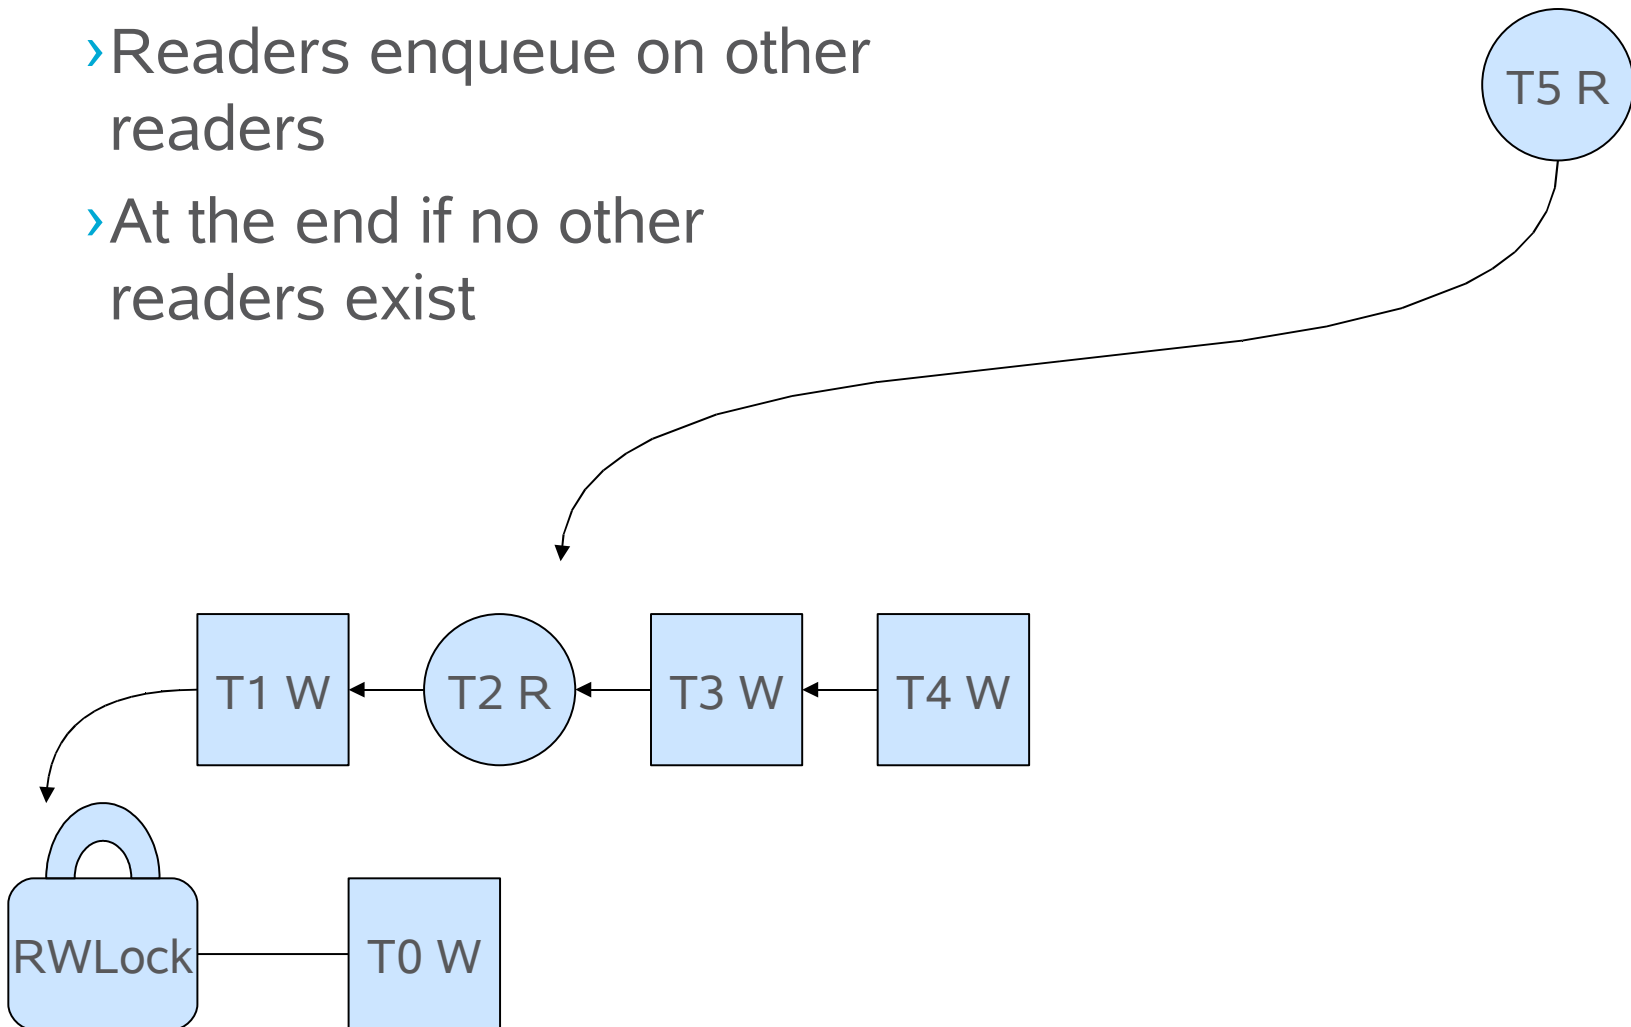 ›Readers enqueue on other
readers
›At the end if no other
readers exist
T5 R
T1 W
T2 R
T3 W
T4 W
RWLock
T0 W